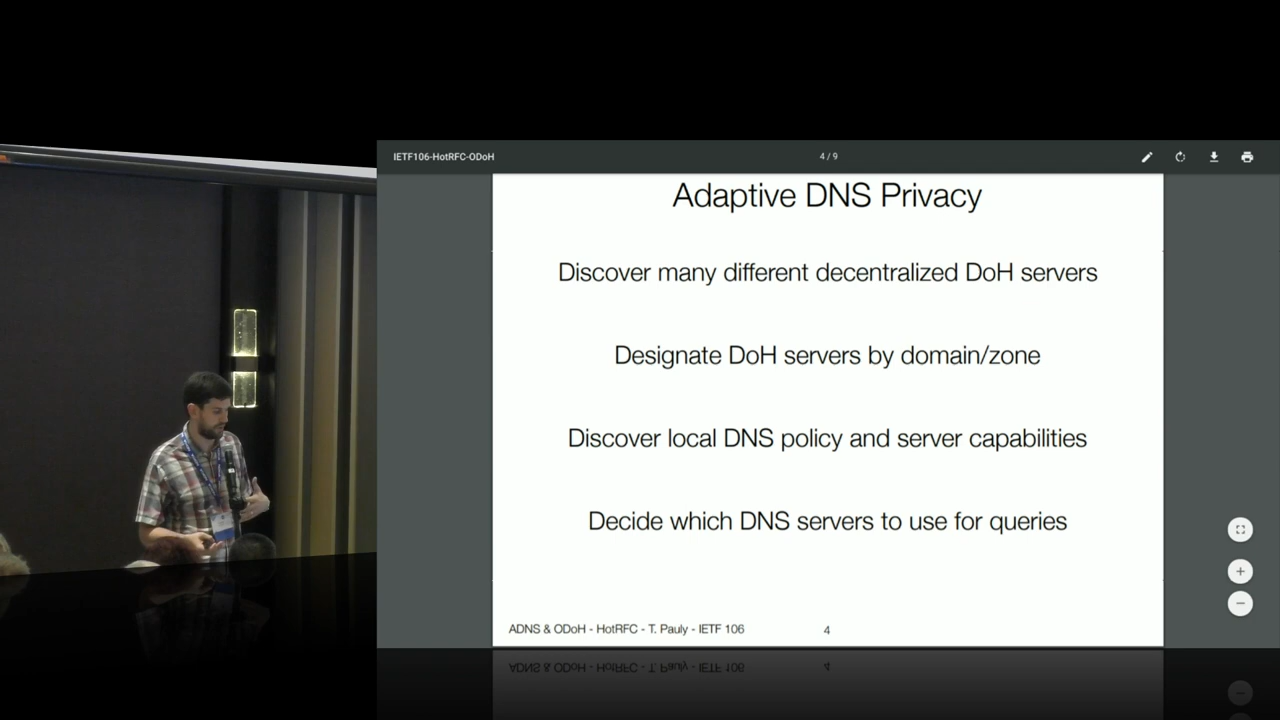 IETF106-HotRFC-ODoH
4 / 9
Adaptive DNS Privacy
Discover many different decentralized DoH servers
Designate DoH servers by domain/zone
Discover local DNS policy and server capabilities
Decide which DNS servers to use for queries
ADNS & ODoH - HotRFC - T. Pauly - IETF 106
4